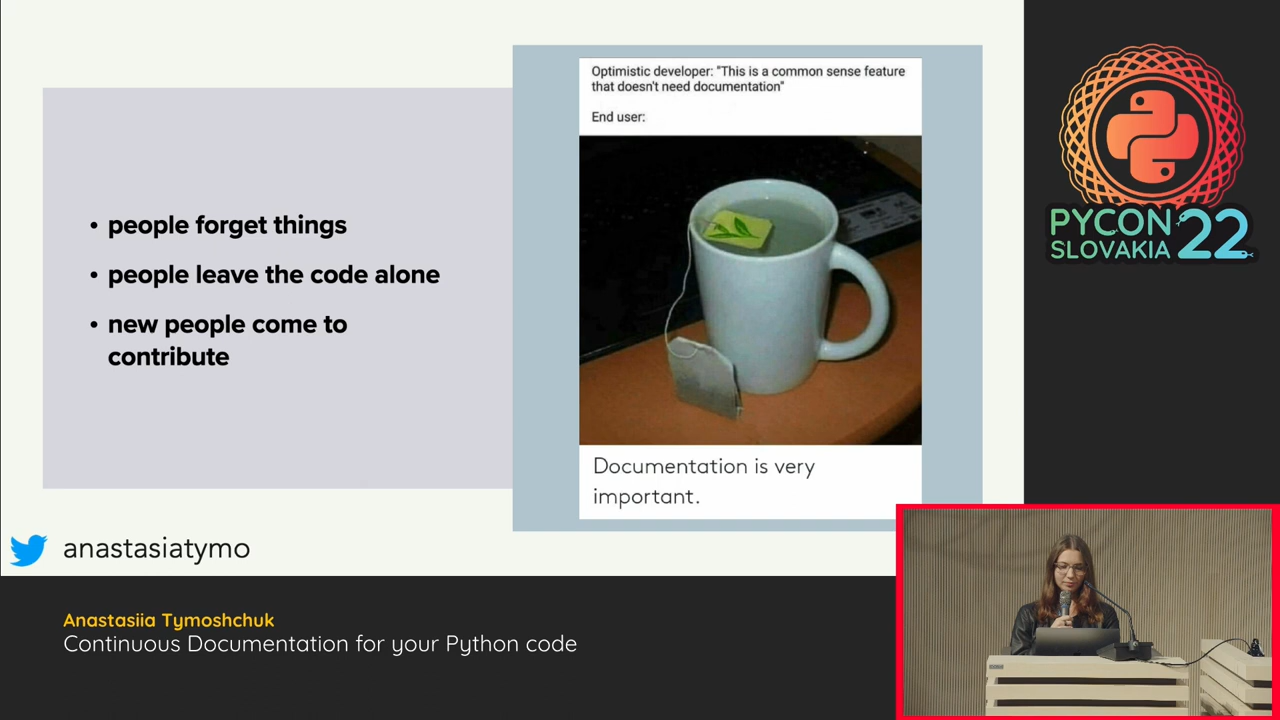 • people forget things
• people leave the code alone
• new people come to
contribute
Optimistic developer: "This is a common sense feature
that doesn't need documentation"
End user:
Documentation is very
important.
anastasiatymo
Anastasiia Tymoshchuk
Continuous Documentation for your Python code
PYCON
SLOVAKIA
22